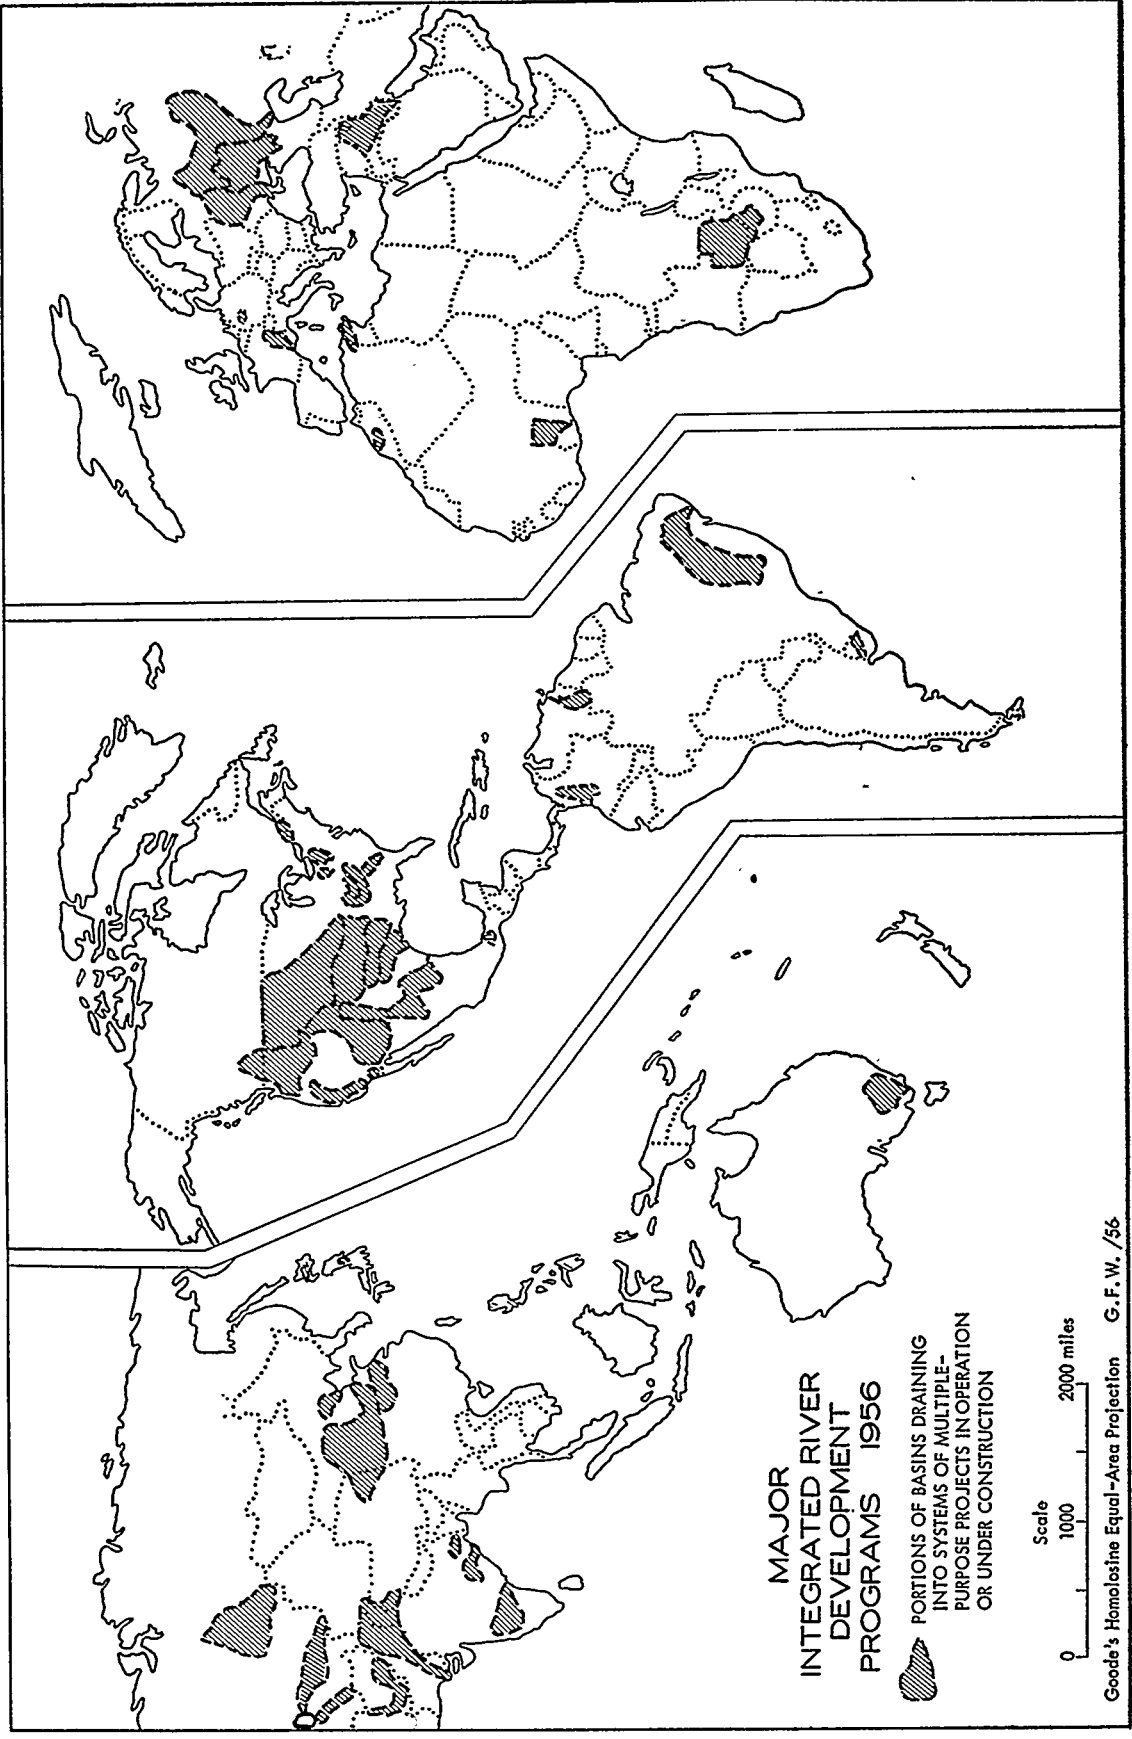 MAJOR
INTEGRATED RIVER
DEVELOPMENT
PROGRAMS 1956
PORTIONS OF BASINS DRAINING
INTO SYSTEMS OF MULTIPLE-
PURPOSE PROJECTS IN OPERATION
OR UNDER CONSTRUCTION
Scale
0 1000 2000 miles
Goode's Homolosine Equal-Area Projection G. F. W. /56